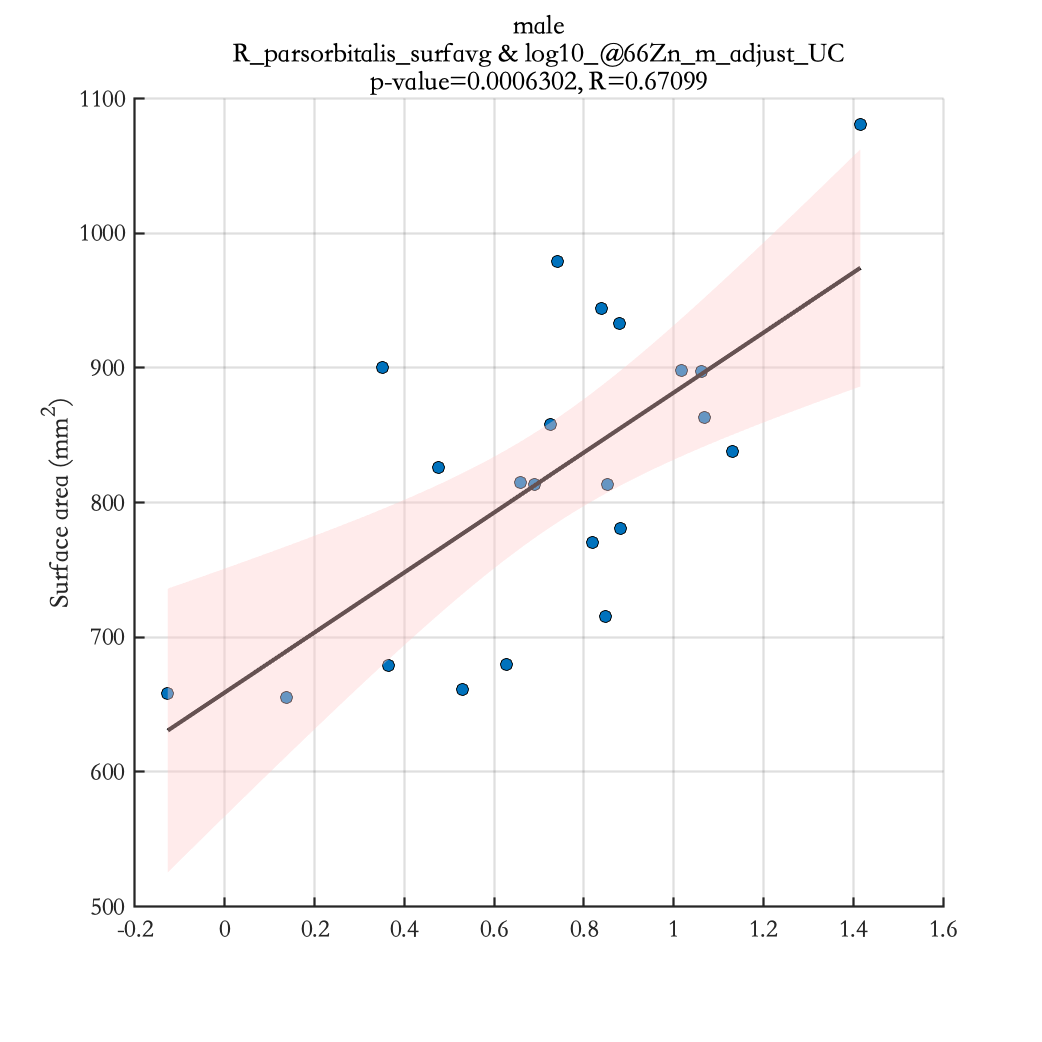 male
R_parsorbitalis_surfavg & log10_@66Zn_m_adjust_UC
p-value=0.0006302, R=0.67099
1100
1000
900
800
700
600
500
Surface area (mm²)
-0.2 0 0.2 0.4 0.6 0.8 1 1.2 1.4 1.6